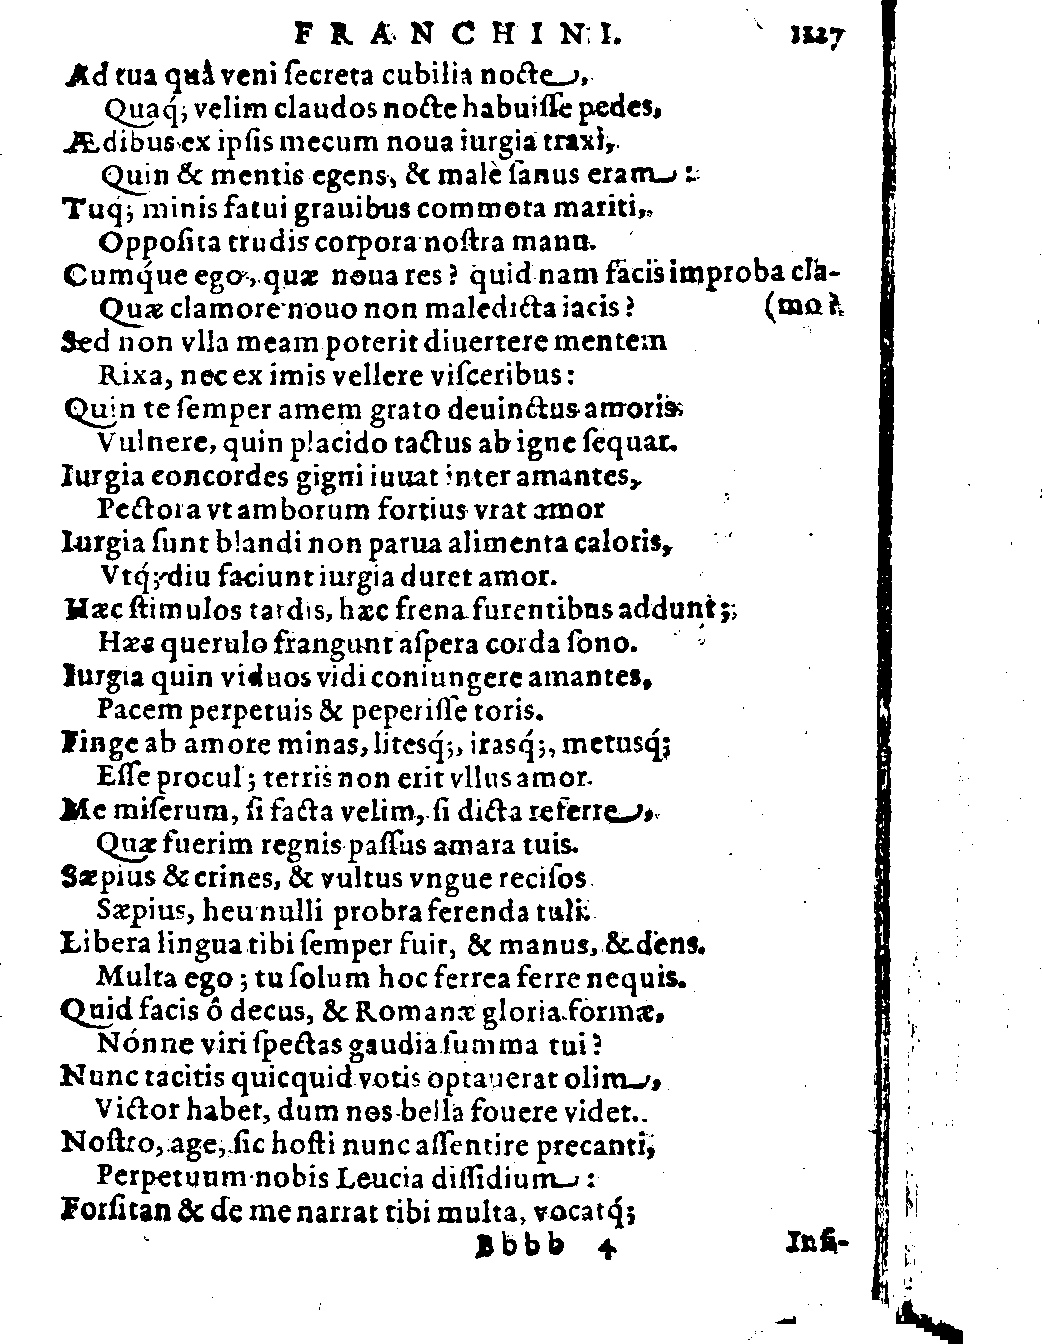 FRANCHINI. 1127
Ad tua quà veni ſecreta cubilia nocte,
Quaq́; velim claudos nocte habuiſſe pedes,
Ædibus ex ipſis mecum noua iurgia traxi,
Quin & mentis egens, & malè ſanus eram:
Tuq; minis fatui grauibus commota mariti,
Oppoſita trudis corpora noſtra manu.
Cumq́ue ego, quæ noua res? quid nam facis improba cla-
Quæ clamore nouo non maledicta iacis? (mo?
Sed non vlla meam poterit diuertere mentem
Rixa, nec ex imis vellere viſceribus:
Quin te ſemper amem grato deuinctus amoris
Vulnere, quin placido tactus ab igne ſequar.
Iurgia concordes gigni iuuat inter amantes,
Pectora vt amborum fortius vrat amor
Iurgia ſunt blandi non parua alimenta caloris,
Vtq́; diu faciunt iurgia duret amor.
Hæc ſtimulos tardis, hæc frena furentibus addunt;
Hæc querulo frangunt aſpera corda ſono.
Iurgia quin viduos vidi coniungere amantes,
Pacem perpetuis & peperiſſe toris.
Finge ab amore minas, litesq́;, irasq́;, metusq́;
Eſſe procul; terris non erit vllus amor.
Me miſerum, ſi facta velim, ſi dicta referre,
Quæ fuerim regnis paſſus amara tuis.
Sæpius & crines, & vultus vngue reciſos
Sæpius, heu nulli probra ferenda tuli.
Libera lingua tibi ſemper fuit, & manus, & dens.
Multa ego; tu ſolum hoc ferrea ferre nequis.
Quid facis ô decus, & Romanæ gloria formæ,
Nónne viri ſpectas gaudia ſumma tui?
Nunc tacitis quicquid votis optauerat olim,
Victor habet, dum nos bella fouere videt.
Noſtro, age, ſic hoſti nunc aſſentire precanti,
Perpetuum nobis Leucia diſſidium:
Forſitan & de me narrat tibi multa, vocatq́;
Bbbb 4 Inſi-